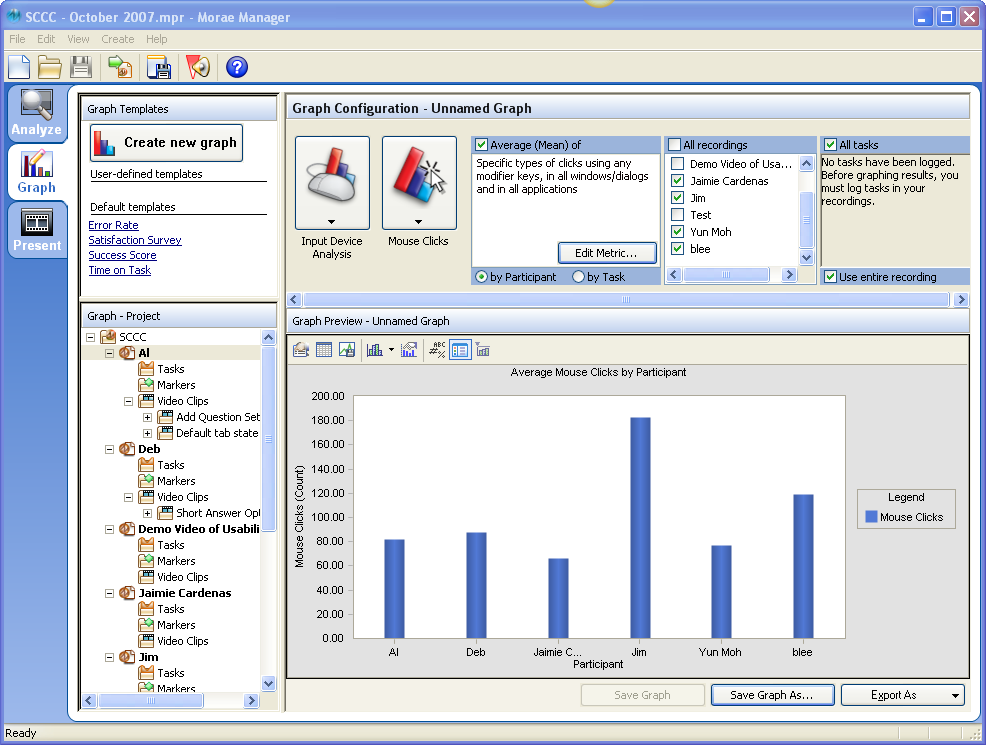 SCCC - October 2007.mpr - Morae Manager
File Edit View Create Help
Analyze
Graph
Present
Graph Templates
Create new graph
User-defined templates
Default templates
Error Rate
Satisfaction Survey
Success Score
Time on Task
Graph - Project
SCCC
Al
Tasks
Markers
Video Clips
Add Question Set
Default tab state
Deb
Tasks
Markers
Video Clips
Short Answer Opt
Demo Video of Usabili
Tasks
Markers
Video Clips
Jaimie Cardenas
Tasks
Markers
Video Clips
Jim
Tasks
Markers
Graph Configuration - Unnamed Graph
Input Device
Analysis
Mouse Clicks
Average (Mean) of
Specific types of clicks using any
modifier keys, in all windows/dialogs
and in all applications
Edit Metric...
by Participant by Task
All recordings
Demo Video of Usa...
Jaimie Cardenas
Jim
Test
Yun Moh
blee
All tasks
No tasks have been logged.
Before graphing results, you
must log tasks in your
recordings.
Use entire recording
Graph Preview - Unnamed Graph
Average Mouse Clicks by Participant
Mouse Clicks (Count)
200.00
180.00
160.00
140.00
120.00
100.00
80.00
60.00
40.00
20.00
0.00
Al Deb Jaimie C... Jim Yun Moh blee
Participant
Legend
Mouse Clicks
Save Graph Save Graph As... Export As
Ready